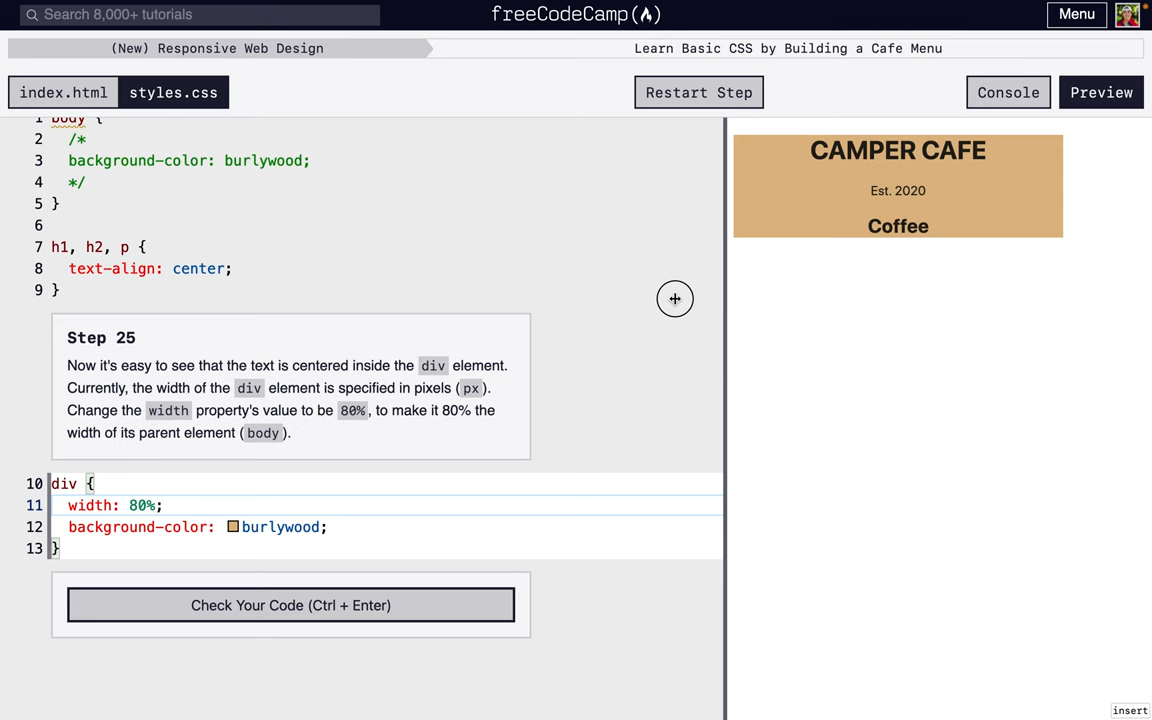 Search 8,000+ tutorials
freeCodeCamp
Menu
(New) Responsive Web Design
Learn Basic CSS by Building a Cafe Menu
index.html
styles.css
Restart Step
Console
Preview
1 body {
2 /*
3 background-color: burlywood;
4 */
5 }
6
7 h1, h2, p {
8 text-align: center;
9 }
Step 25
Now it's easy to see that the text is centered inside the div element.
Currently, the width of the div element is specified in pixels (px).
Change the width property's value to be 80%, to make it 80% the
width of its parent element (body).
10 div {
11 width: 80%;
12 background-color: burlywood;
13 }
Check Your Code (Ctrl + Enter)
CAMPER CAFE
Est. 2020
Coffee
insert